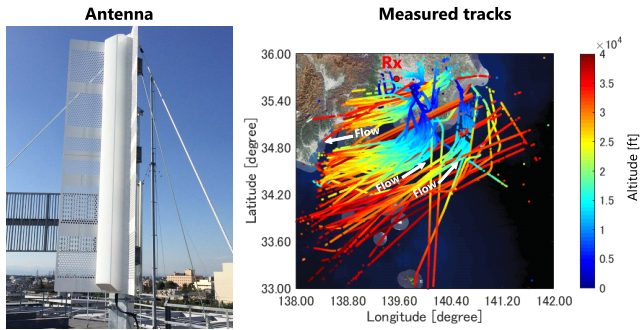 Antenna
Measured tracks
×10⁴
36.00
35.40
34.80
34.20
33.60
33.00
Latitude [degree]
Rx
Flow
Flow
Flow
138.00 138.80 139.60 140.40 141.20 142.00
Longitude [degree]
4
3.5
3
2.5
2
1.5
1
0.5
0
Altitude [ft]